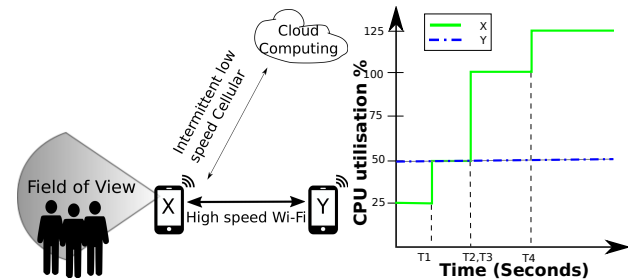 Cloud
Computing
Intermittent low
speed Cellular
Field of View
X
Y
High speed Wi-Fi
CPU utilisation %
125
100
75
50
25
X
Y
T1
T2,T3
T4
Time (Seconds)